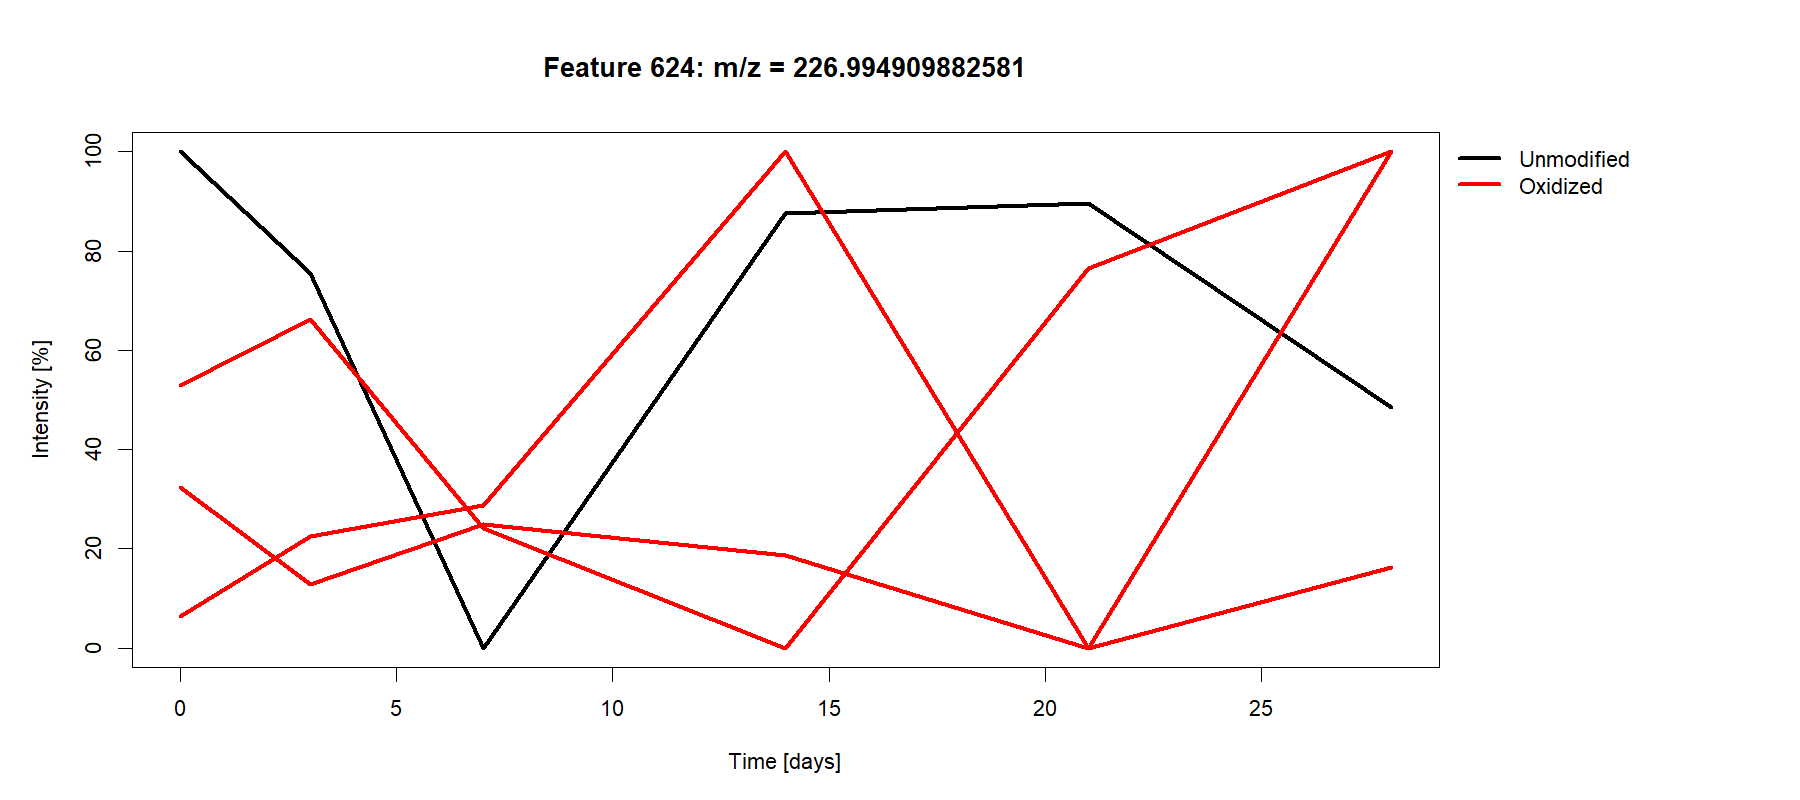 Feature 624: m/z = 226.994909882581
Unmodified
Oxidized
Intensity [%]
100
80
60
40
20
0
0 5 10 15 20 25
Time [days]